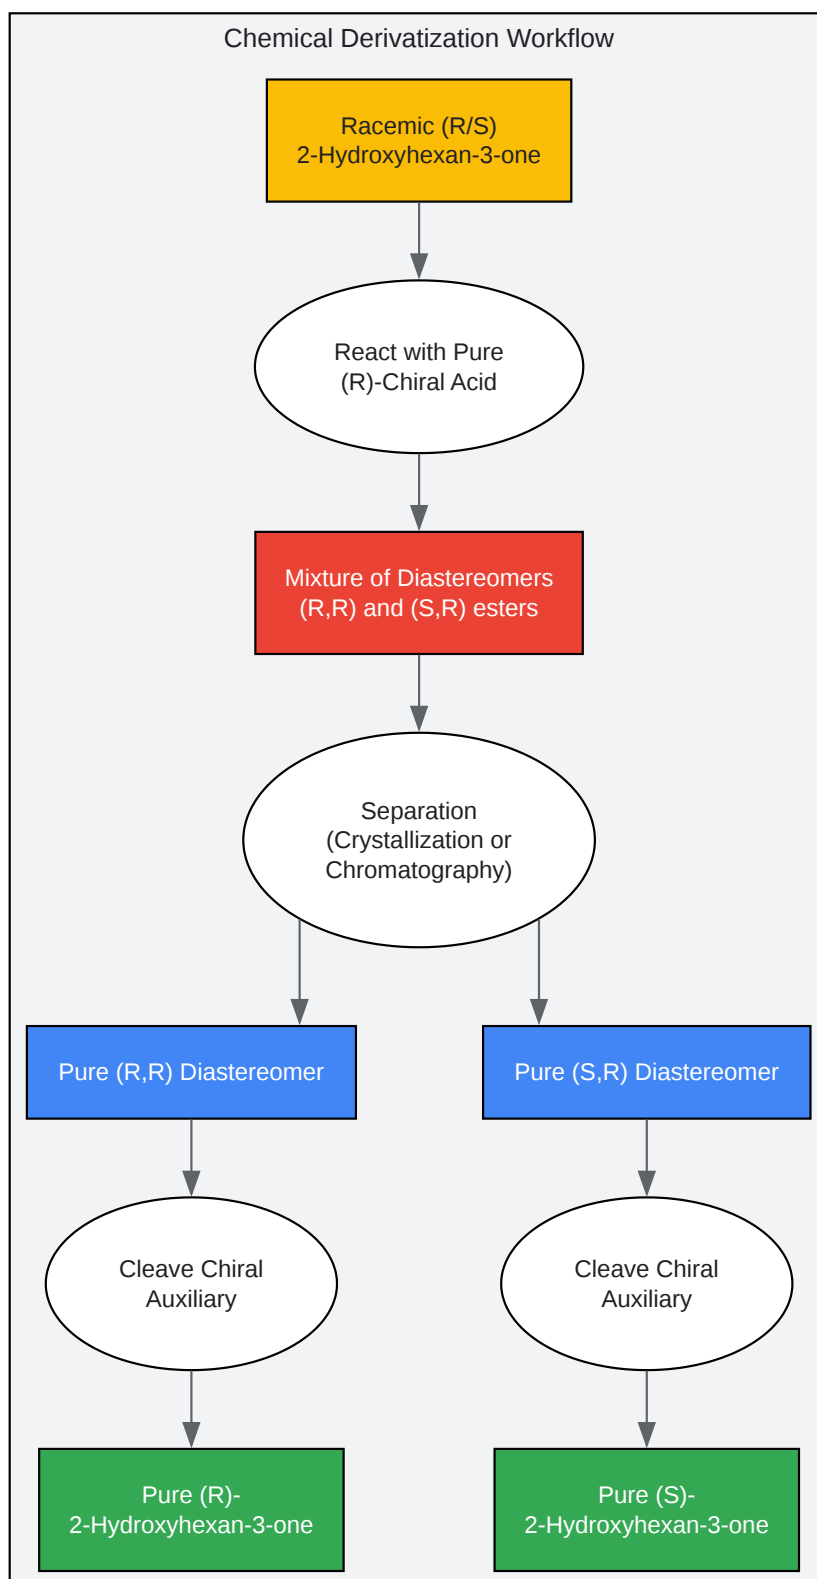 Chemical Derivatization Workflow
Racemic (R/S)
2-Hydroxyhexan-3-one
React with Pure
(R)-Chiral Acid
Mixture of Diastereomers
(R,R) and (S,R) esters
Separation
(Crystallization or
Chromatography)
Pure (R,R) Diastereomer
Pure (S,R) Diastereomer
Cleave Chiral
Auxiliary
Cleave Chiral
Auxiliary
Pure (R)-
2-Hydroxyhexan-3-one
Pure (S)-
2-Hydroxyhexan-3-one